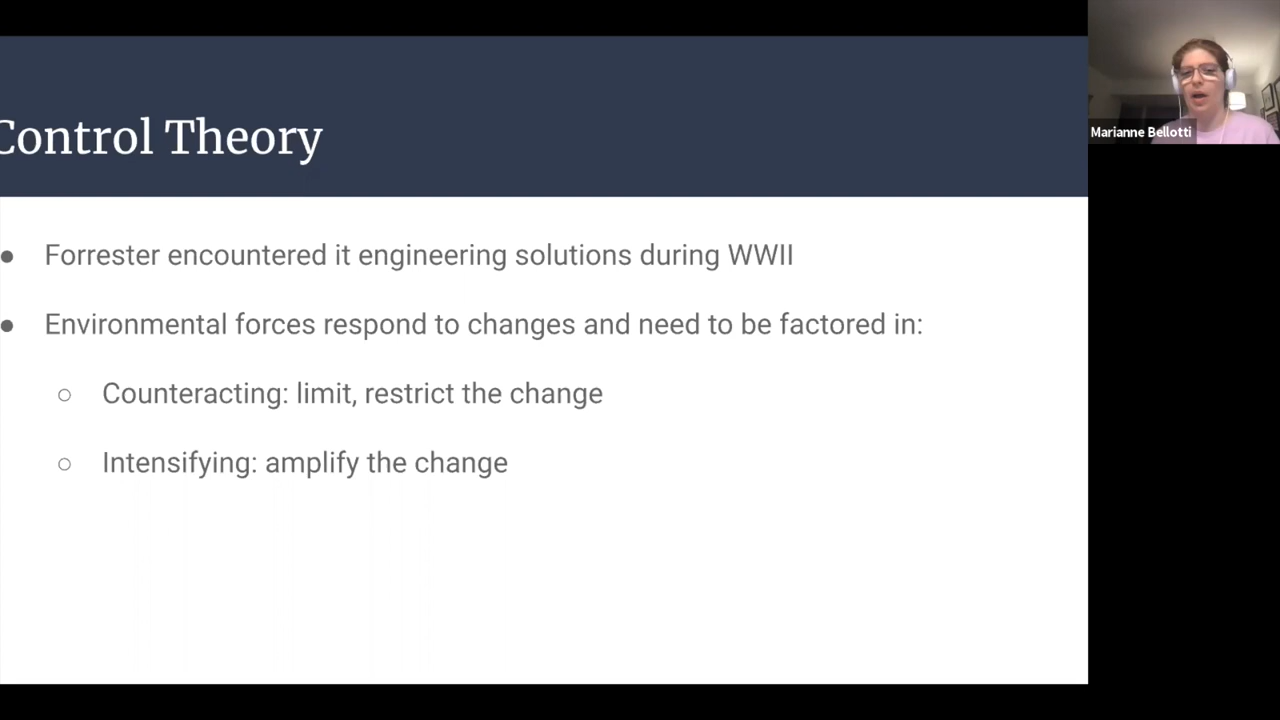 Control Theory
● Forrester encountered it engineering solutions during WWII
● Environmental forces respond to changes and need to be factored in:
○ Counteracting: limit, restrict the change
○ Intensifying: amplify the change
Marianne Bellotti